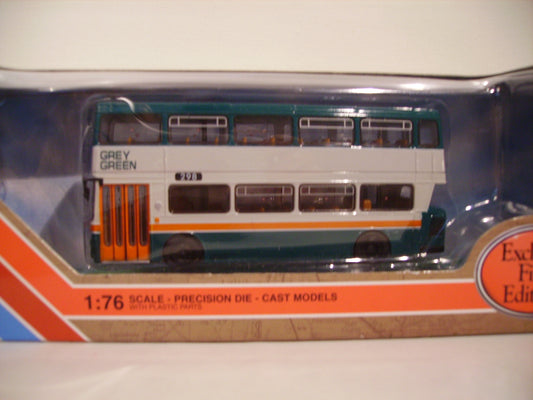 GREY
GREEN
298
1:76 SCALE - PRECISION DIE - CAST MODELS
WITH PLASTIC PARTS